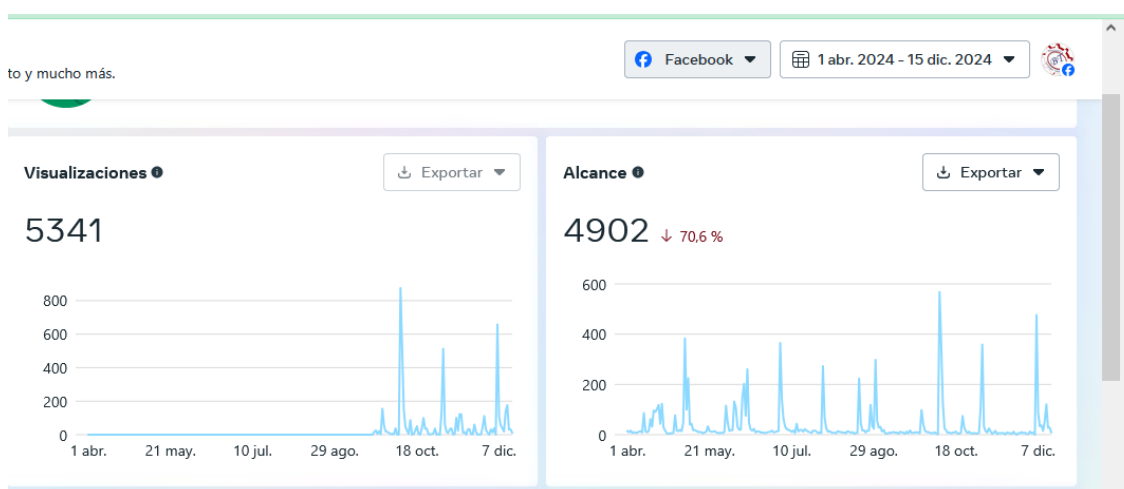 Facebook
1 abr. 2024 - 15 dic. 2024
to y mucho más.
Visualizaciones
Exportar
5341
800
600
400
200
0
1 abr.
21 may.
10 jul.
29 ago.
18 oct.
7 dic.
Alcance
Exportar
4902 ↓ 70,6 %
600
400
200
0
1 abr.
21 may.
10 jul.
29 ago.
18 oct.
7 dic.